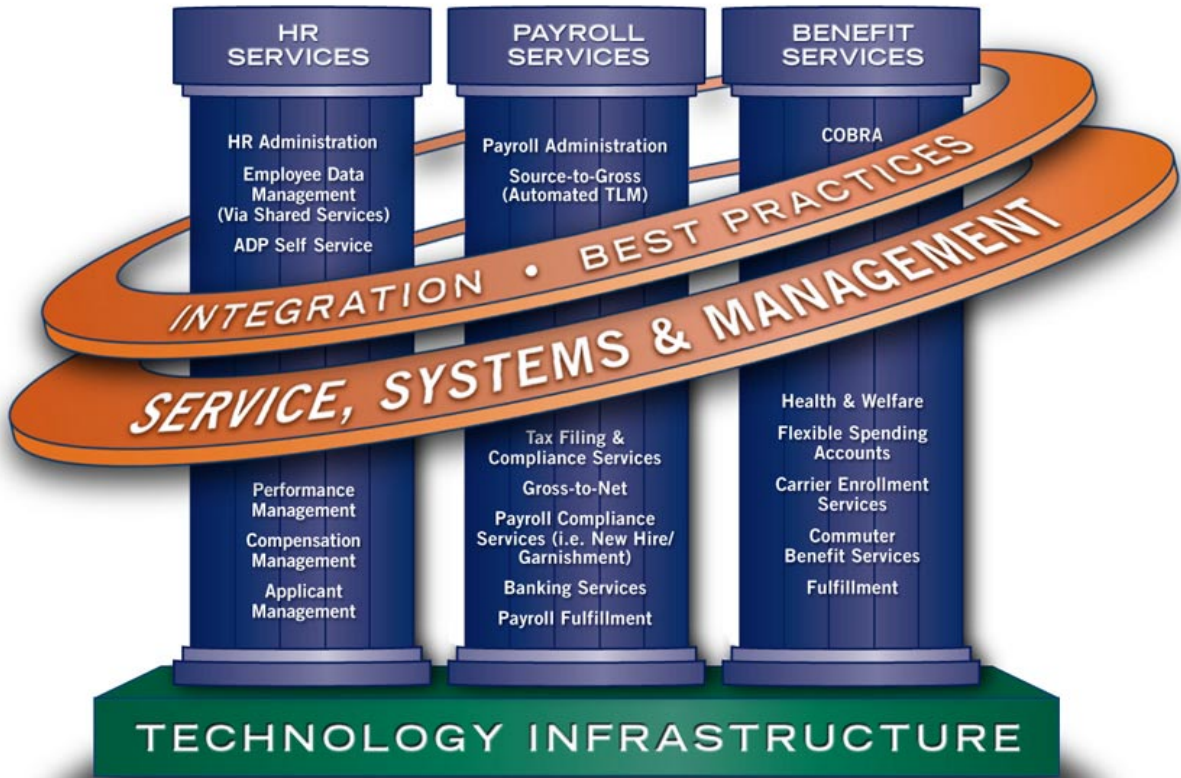 HR
SERVICES
HR Administration
Employee Data
Management
(Via Shared Services)
ADP Self Service
Performance
Management
Compensation
Management
Applicant
Management
PAYROLL
SERVICES
Payroll Administration
Source-to-Gross
(Automated TLM)
Tax Filing &
Compliance Services
Gross-to-Net
Payroll Compliance
Services (i.e. New Hire/
Garnishment)
Banking Services
Payroll Fulfillment
BENEFIT
SERVICES
COBRA
Health & Welfare
Flexible Spending
Accounts
Carrier Enrollment
Services
Commuter
Benefit Services
Fulfillment
INTEGRATION • BEST PRACTICES
SERVICE, SYSTEMS & MANAGEMENT
TECHNOLOGY INFRASTRUCTURE